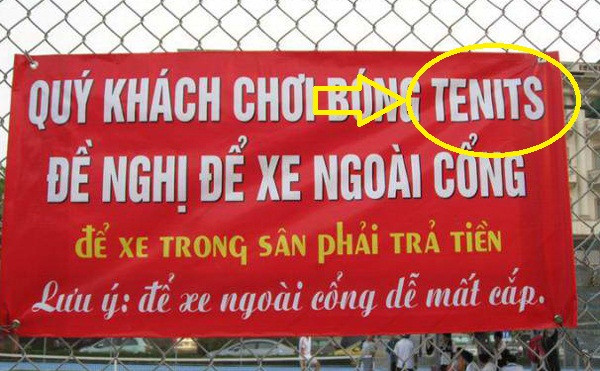 QUÝ KHÁCH CHƠI BÓNG TENITS
ĐỀ NGHỊ ĐỂ XE NGOÀI CỔNG
để XE TRONG SÂN PHẢI TRẢ TIỀN
Lưu ý: để xe ngoài cổng dễ mất cắp.